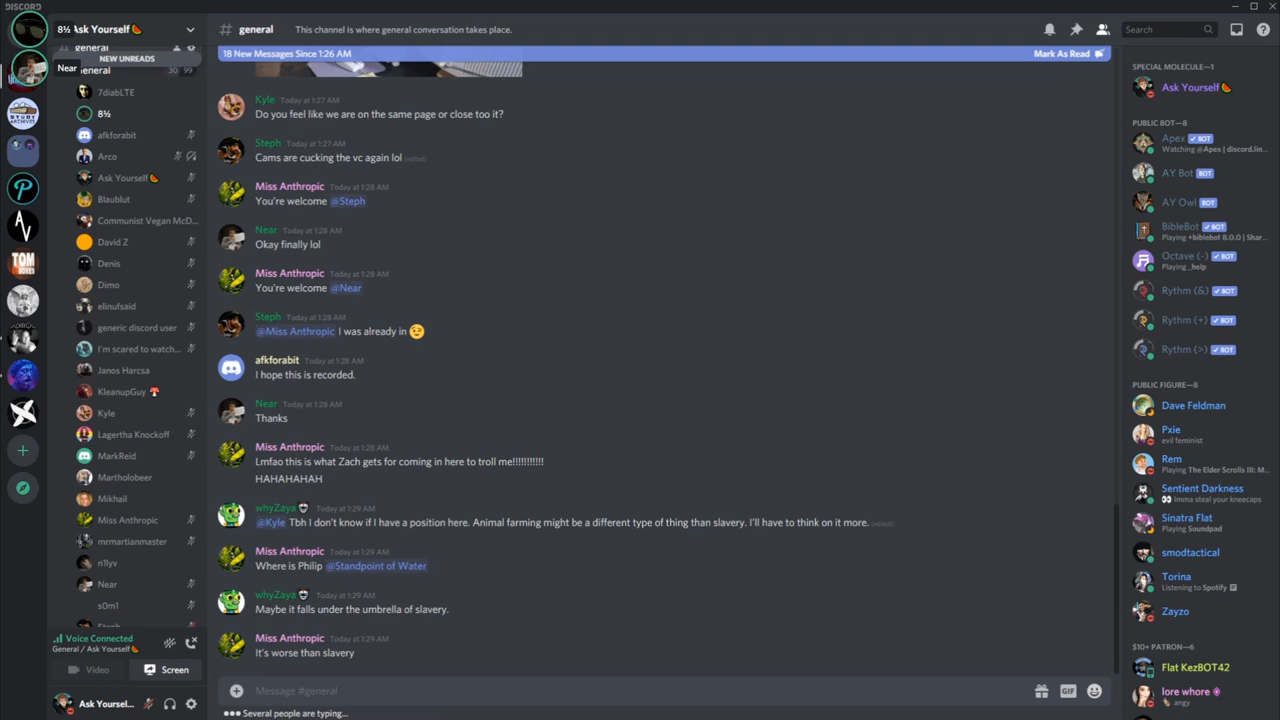 DISCORD
8½
Ask Yourself🍉
general
NEW UNREADS
Near
General
30 99
7diabLTE
8½
afkforabit
Arco
Ask Yourself🍉
Blaublut
Communist Vegan McD...
David Z
Denis
Dimo
elinufsaid
generic discord user
I'm scared to watch...
Janos Harcsa
KleanupGuy 🍄
Kyle
Lagertha Knockoff
MarkReid
Martholobeer
Mikhail
Miss Anthropic
mrmartianmaster
n1lyv
Near
s0m1
Steph
Voice Connected
General / Ask Yourself🍉
Video
Screen
Ask Yoursel...
STUDY
ARCHIVES
P
AV
TOM
BOXES
# general
This channel is where general conversation takes place.
Search
18 New Messages Since 1:26 AM
Mark As Read
Kyle Today at 1:27 AM
Do you feel like we are on the same page or close too it?
Steph Today at 1:27 AM
Cams are cucking the vc again lol (edited)
Miss Anthropic Today at 1:28 AM
You're welcome @Steph
Near Today at 1:28 AM
Okay finally lol
Miss Anthropic Today at 1:28 AM
You're welcome @Near
Steph Today at 1:28 AM
@Miss Anthropic I was already in 😉
afkforabit Today at 1:28 AM
I hope this is recorded.
Near Today at 1:28 AM
Thanks
Miss Anthropic Today at 1:28 AM
Lmfao this is what Zach gets for coming in here to troll me!!!!!!!!!!!
HAHAHAHAH
whyZaya Today at 1:29 AM
@Kyle Tbh I don't know if I have a position here. Animal farming might be a different type of thing than slavery. I'll have to think on it more. (edited)
Miss Anthropic Today at 1:29 AM
Where is Philip @Standpoint of Water
whyZaya Today at 1:29 AM
Maybe it falls under the umbrella of slavery.
Miss Anthropic Today at 1:29 AM
It's worse than slavery
Message #general
GIF
Several people are typing...
SPECIAL MOLECULE—1
Ask Yourself🍉
PUBLIC BOT—8
Apex ✓ BOT
Watching @Apex | discord.lin...
AY Bot BOT
AY Owl BOT
BibleBot ✓ BOT
Playing +biblebot 8.0.0 | Shar...
Octave (-) ✓ BOT
Playing _help
Rythm (&) ✓ BOT
Rythm (+) ✓ BOT
Rythm (>) ✓ BOT
PUBLIC FIGURE—8
Dave Feldman
Pxie
evil feminist
Rem
Playing The Elder Scrolls III: M...
Sentient Darkness
👀 Imma steal your kneecaps
Sinatra Flat
Playing Soundpad
smodtactical
Torina
Listening to Spotify
Zayzo
$10+ PATRON—6
Flat KezBOT42
lore whore
angy